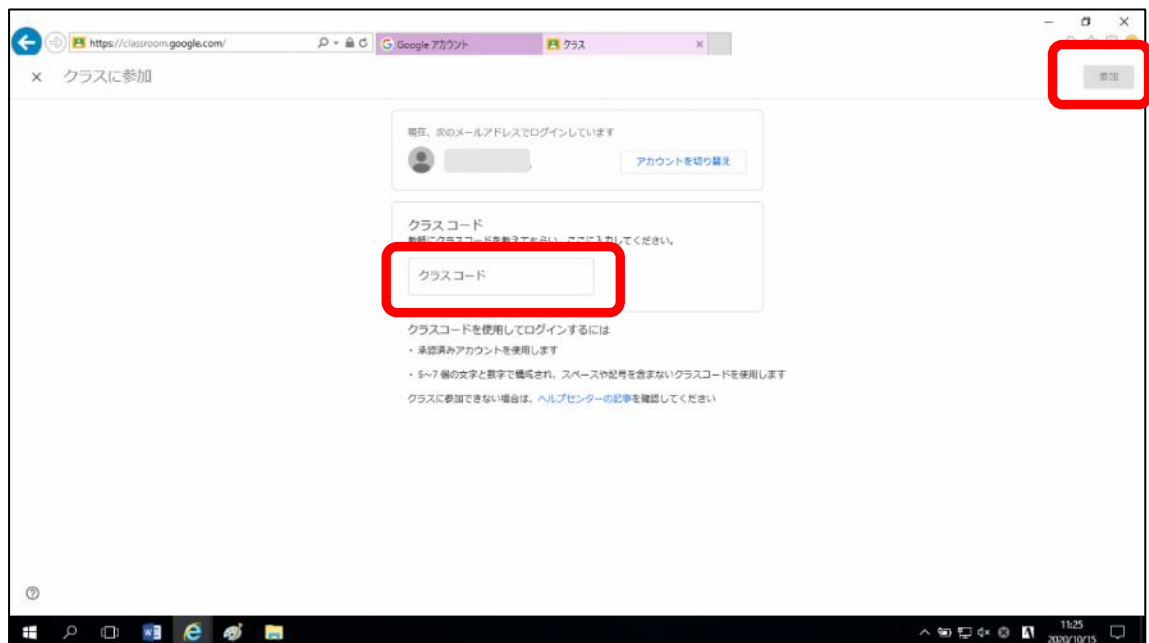 https://classroom.google.com/
Google アカウント
クラス
クラスに参加
参加
現在、次のメールアドレスでログインしています
アカウントを切り替え
クラス コード
教師にクラスコードを教えてもらい、ここに入力してください。
クラス コード
クラスコードを使用してログインするには
・ 承認済みアカウントを使用します
・ 5～7 個の文字と数字で構成され、スペースや記号を含まないクラスコードを使用します
クラスに参加できない場合は、ヘルプセンターの記事を確認してください
11:25
2020/10/15